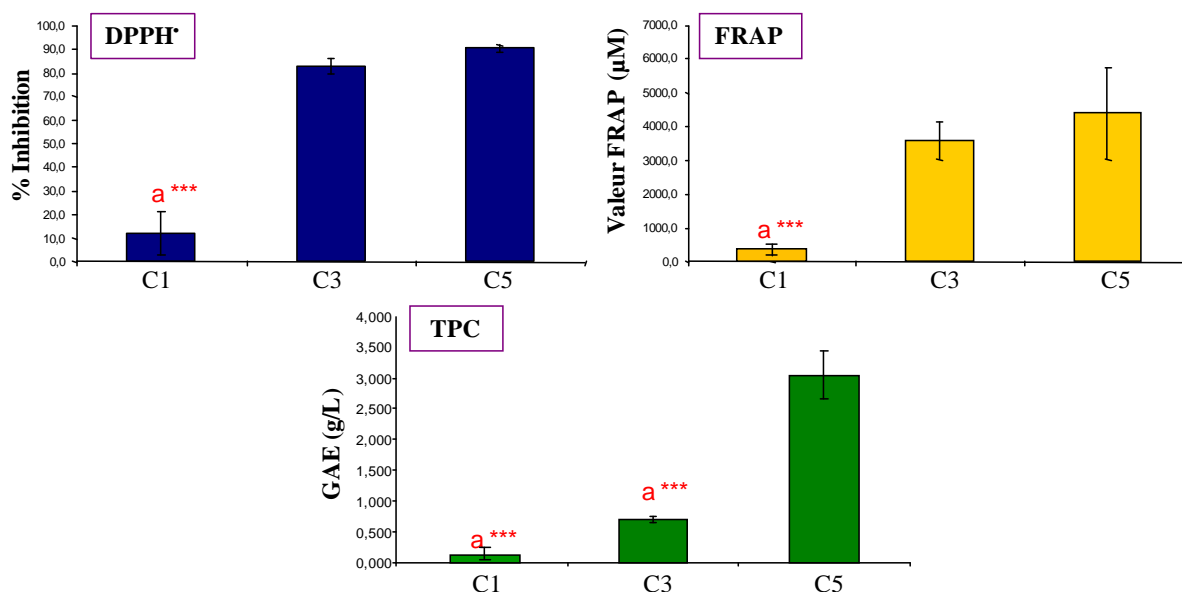 DPPH•
% Inhibition
100,0
90,0
80,0
70,0
60,0
50,0
40,0
30,0
20,0
10,0
0,0
a ***
C1 C3 C5
FRAP
Valeur FRAP (µM)
7000,0
6000,0
5000,0
4000,0
3000,0
2000,0
1000,0
0,0
a ***
C1 C3 C5
TPC
GAE (g/L)
4,000
3,500
3,000
2,500
2,000
1,500
1,000
0,500
0,000
a ***
a ***
C1 C3 C5